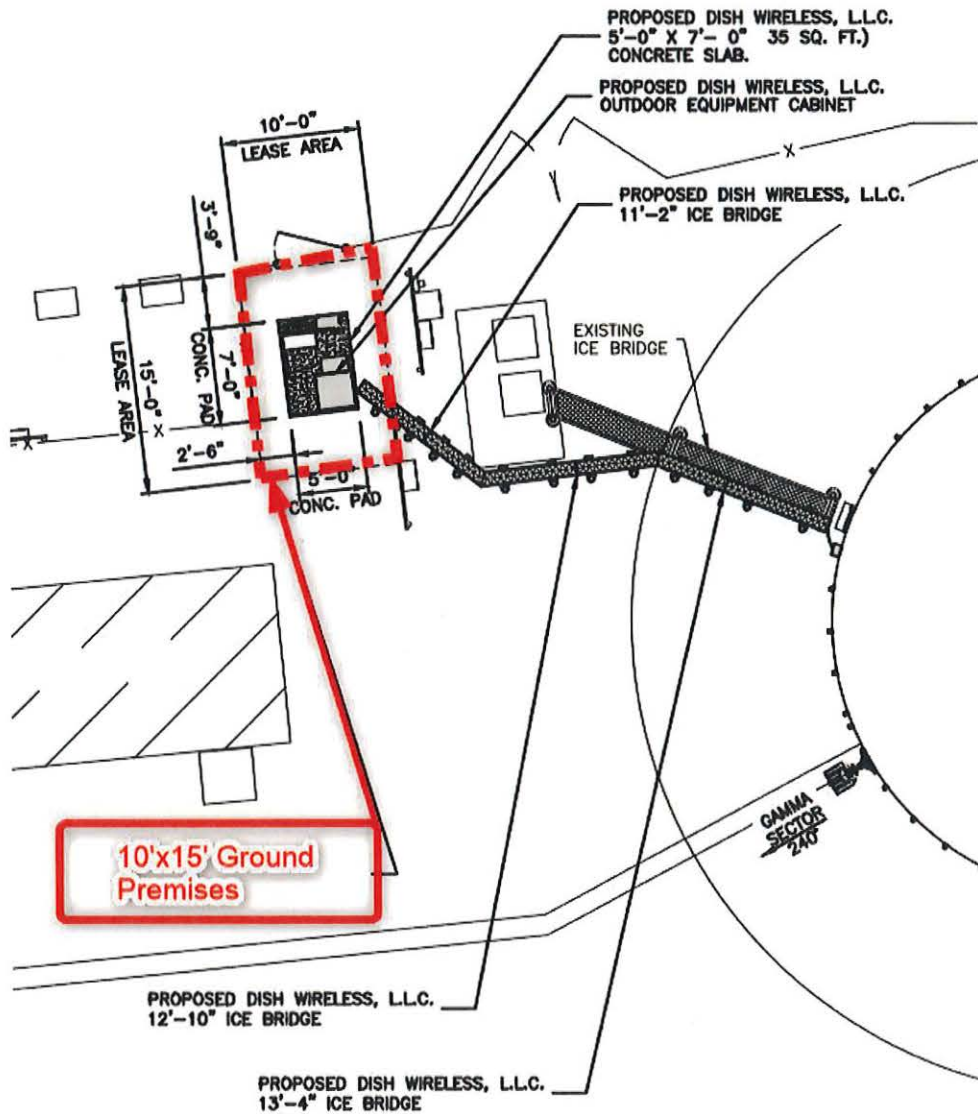 PROPOSED DISH WIRELESS, L.L.C.
5'-0" X 7'- 0" 35 SQ. FT.)
CONCRETE SLAB.
PROPOSED DISH WIRELESS, L.L.C.
OUTDOOR EQUIPMENT CABINET
10'-0"
LEASE AREA
X
PROPOSED DISH WIRELESS, L.L.C.
11'-2" ICE BRIDGE
3'-9"
EXISTING
ICE BRIDGE
7'-0"
CONC. PAD
15'-0"
LEASE AREA
X
X
2'-6"
5'-0"
CONC. PAD
GAMMA
SECTOR
240°
10'x15' Ground
Premises
PROPOSED DISH WIRELESS, L.L.C.
12'-10" ICE BRIDGE
PROPOSED DISH WIRELESS, L.L.C.
13'-4" ICE BRIDGE